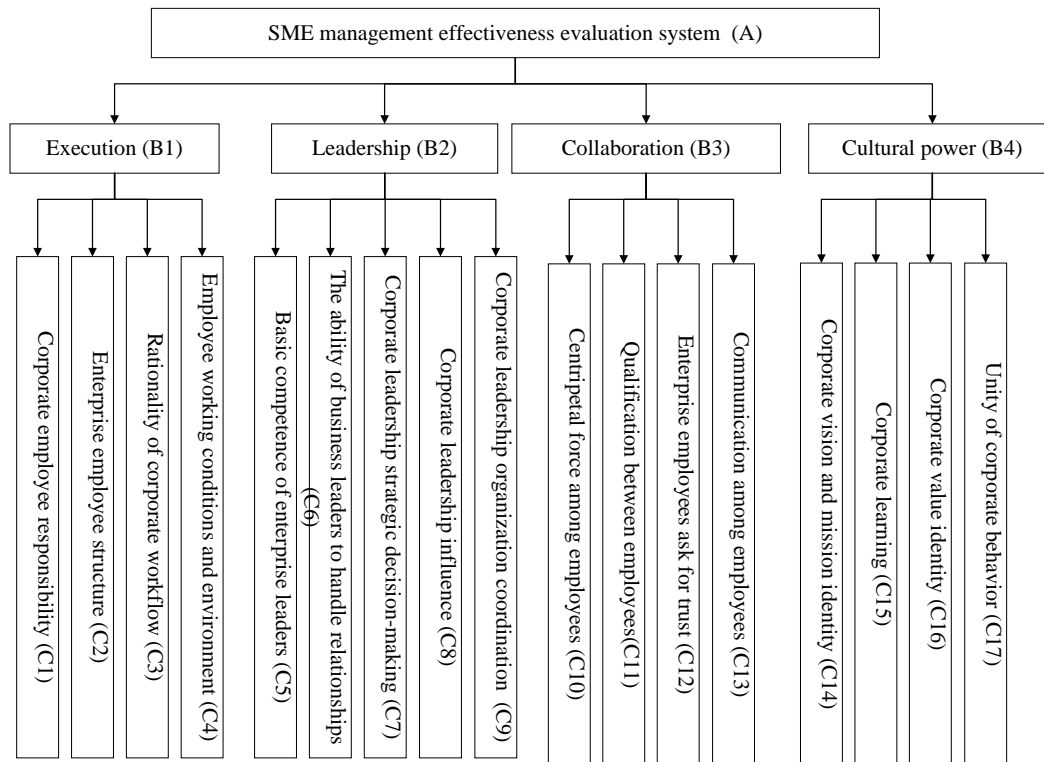 SME management effectiveness evaluation system (A)
Execution (B1)
Leadership (B2)
Collaboration (B3)
Cultural power (B4)
Corporate employee responsibility (C1)
Enterprise employee structure (C2)
Rationality of corporate workflow (C3)
Employee working conditions and environment (C4)
Basic competence of enterprise leaders (C5)
The ability of business leaders to handle relationships
(C6)
Corporate leadership strategic decision-making (C7)
Corporate leadership influence (C8)
Corporate leadership organization coordination (C9)
Centripetal force among employees (C10)
Qualification between employees(C11)
Enterprise employees ask for trust (C12)
Communication among employees (C13)
Corporate vision and mission identity (C14)
Corporate learning (C15)
Corporate value identity (C16)
Unity of corporate behavior (C17)